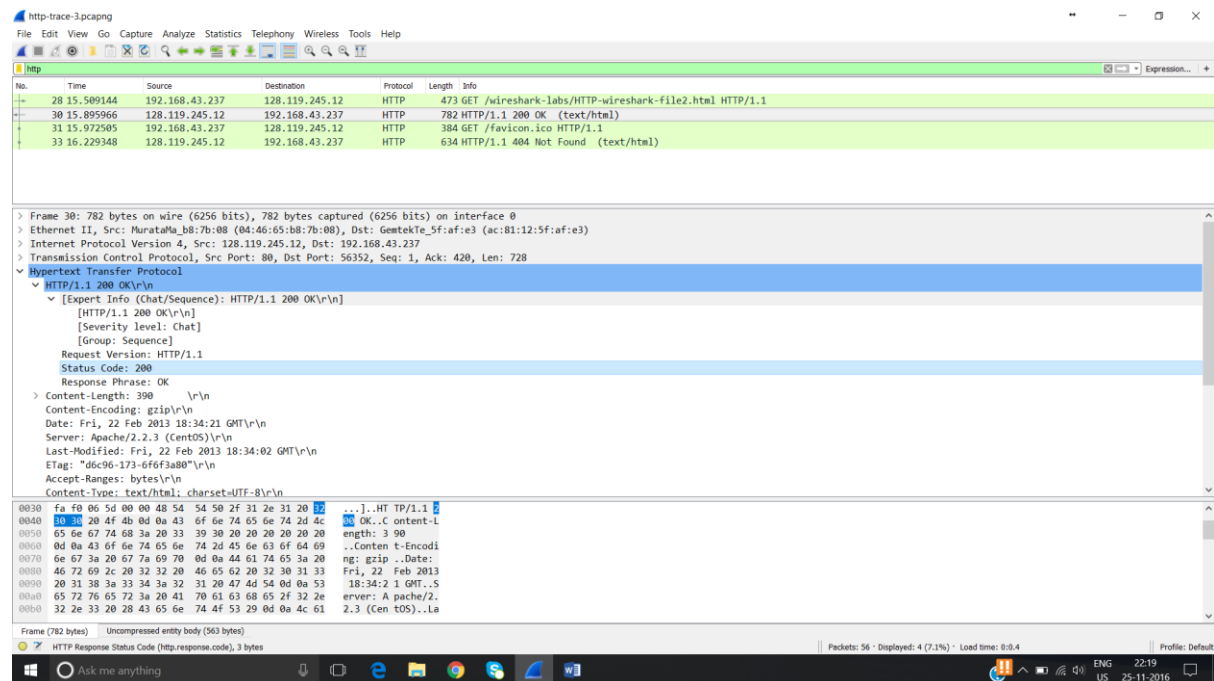 http-trace-3.pcapng
File Edit View Go Capture Analyze Statistics Telephony Wireless Tools Help
http
Expression... +
No. Time Source Destination Protocol Length Info
28 15.509144 192.168.43.237 128.119.245.12 HTTP 473 GET /wireshark-labs/HTTP-wireshark-file2.html HTTP/1.1
30 15.895966 128.119.245.12 192.168.43.237 HTTP 782 HTTP/1.1 200 OK (text/html)
31 15.972505 192.168.43.237 128.119.245.12 HTTP 384 GET /favicon.ico HTTP/1.1
33 16.229348 128.119.245.12 192.168.43.237 HTTP 634 HTTP/1.1 404 Not Found (text/html)
> Frame 30: 782 bytes on wire (6256 bits), 782 bytes captured (6256 bits) on interface 0
> Ethernet II, Src: MurataMa_b8:7b:08 (04:46:65:b8:7b:08), Dst: GemtekTe_5f:af:e3 (ac:81:12:5f:af:e3)
> Internet Protocol Version 4, Src: 128.119.245.12, Dst: 192.168.43.237
> Transmission Control Protocol, Src Port: 80, Dst Port: 56352, Seq: 1, Ack: 420, Len: 728
Hypertext Transfer Protocol
HTTP/1.1 200 OK\r\n
[Expert Info (Chat/Sequence): HTTP/1.1 200 OK\r\n]
[HTTP/1.1 200 OK\r\n]
[Severity level: Chat]
[Group: Sequence]
Request Version: HTTP/1.1
Status Code: 200
Response Phrase: OK
> Content-Length: 390 \r\n
Content-Encoding: gzip\r\n
Date: Fri, 22 Feb 2013 18:34:21 GMT\r\n
Server: Apache/2.2.3 (CentOS)\r\n
Last-Modified: Fri, 22 Feb 2013 18:34:02 GMT\r\n
ETag: "d6c96-173-6f6f3a80"\r\n
Accept-Ranges: bytes\r\n
Content-Type: text/html; charset=UTF-8\r\n
0030 fa f0 06 5d 00 00 48 54 54 50 2f 31 2e 31 20 32 ...]..HT TP/1.1 2
0040 30 30 20 4f 4b 0d 0a 43 6f 6e 74 65 6e 74 2d 4c 00 OK..C ontent-L
0050 65 6e 67 74 68 3a 20 33 39 30 20 20 20 20 20 20 ength: 3 90
0060 0d 0a 43 6f 6e 74 65 6e 74 2d 45 6e 63 6f 64 69 ..Conten t-Encodi
0070 6e 67 3a 20 67 7a 69 70 0d 0a 44 61 74 65 3a 20 ng: gzip ..Date:
0080 46 72 69 2c 20 32 32 20 46 65 62 20 32 30 31 33 Fri, 22 Feb 2013
0090 20 31 38 3a 33 34 3a 32 31 20 47 4d 54 0d 0a 53 18:34:2 1 GMT..S
00a0 65 72 76 65 72 3a 20 41 70 61 63 68 65 2f 32 2e erver: A pache/2.
00b0 32 2e 33 20 28 43 65 6e 74 4f 53 29 0d 0a 4c 61 2.3 (Cen tOS)..La
Frame (782 bytes) Uncompressed entity body (563 bytes)
HTTP Response Status Code (http.response.code), 3 bytes
Packets: 56 · Displayed: 4 (7.1%) · Load time: 0:0.4
Profile: Default
Ask me anything
ENG 22:19
US 25-11-2016